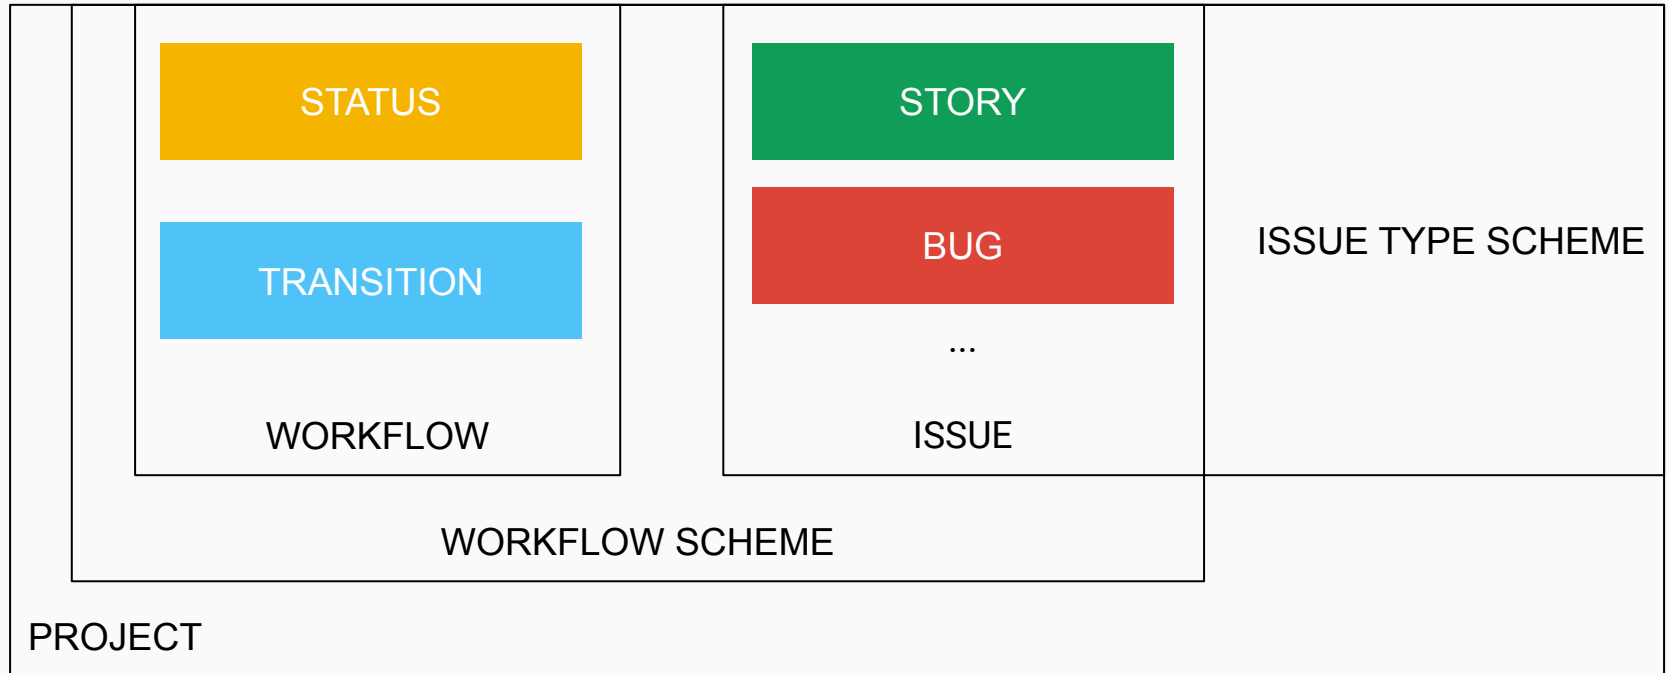 STATUS
TRANSITION
WORKFLOW
STORY
BUG
...
ISSUE
ISSUE TYPE SCHEME
WORKFLOW SCHEME
PROJECT